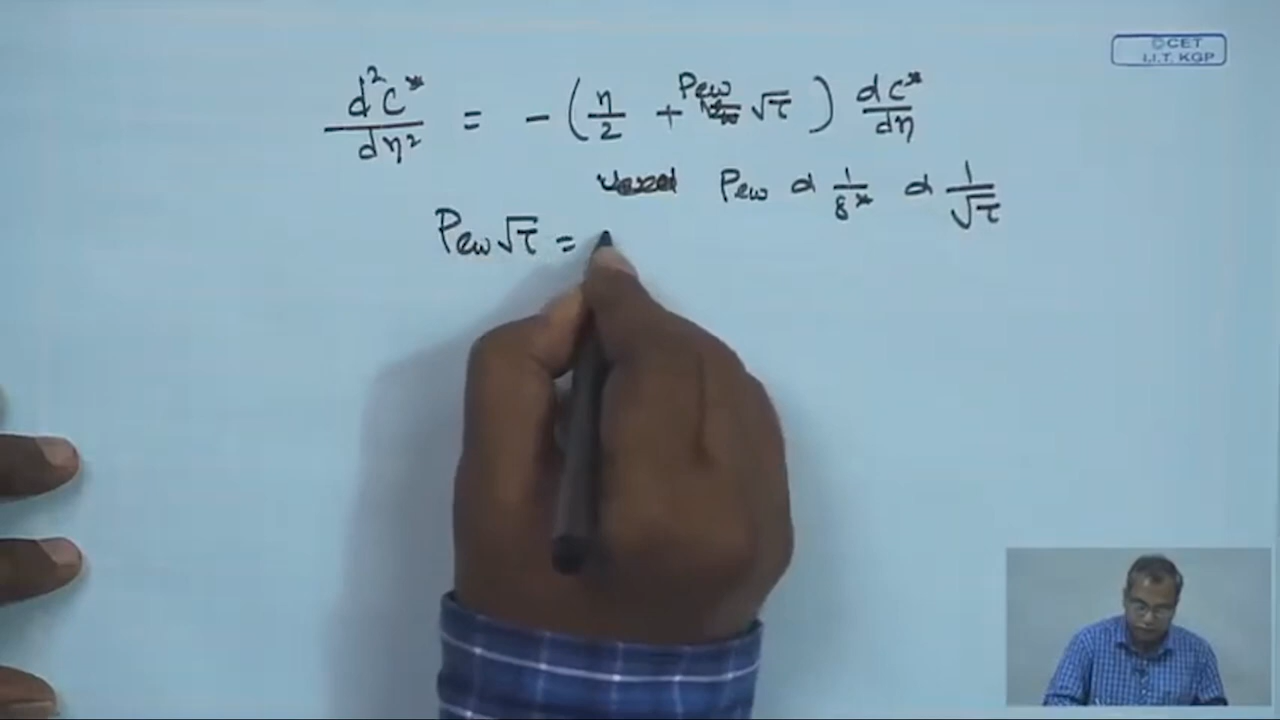 ©CET
I.I.T. KGP
d²c*/dη² = - (η/2 + Pew √τ) dc*/dη
Pew α 1/δ* α 1/√τ
Pew √τ =